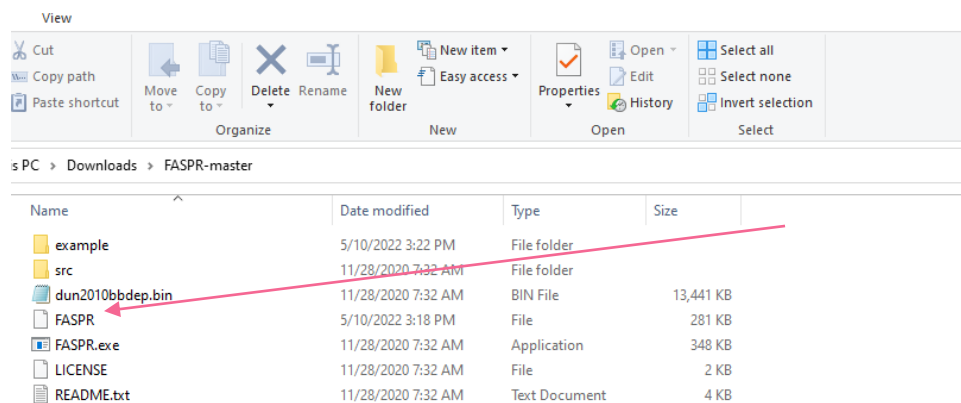 View
Cut
Copy path
Paste shortcut
Move to
Copy to
Delete
Rename
New folder
New item
Easy access
Properties
Open
Edit
History
Select all
Select none
Invert selection
Organize
New
Open
Select
is PC > Downloads > FASPR-master
Name Date modified Type Size
example 5/10/2022 3:22 PM File folder
src 11/28/2020 7:32 AM File folder
dun2010bbdep.bin 11/28/2020 7:32 AM BIN File 13,441 KB
FASPR 5/10/2022 3:18 PM File 281 KB
FASPR.exe 11/28/2020 7:32 AM Application 348 KB
LICENSE 11/28/2020 7:32 AM File 2 KB
README.txt 11/28/2020 7:32 AM Text Document 4 KB